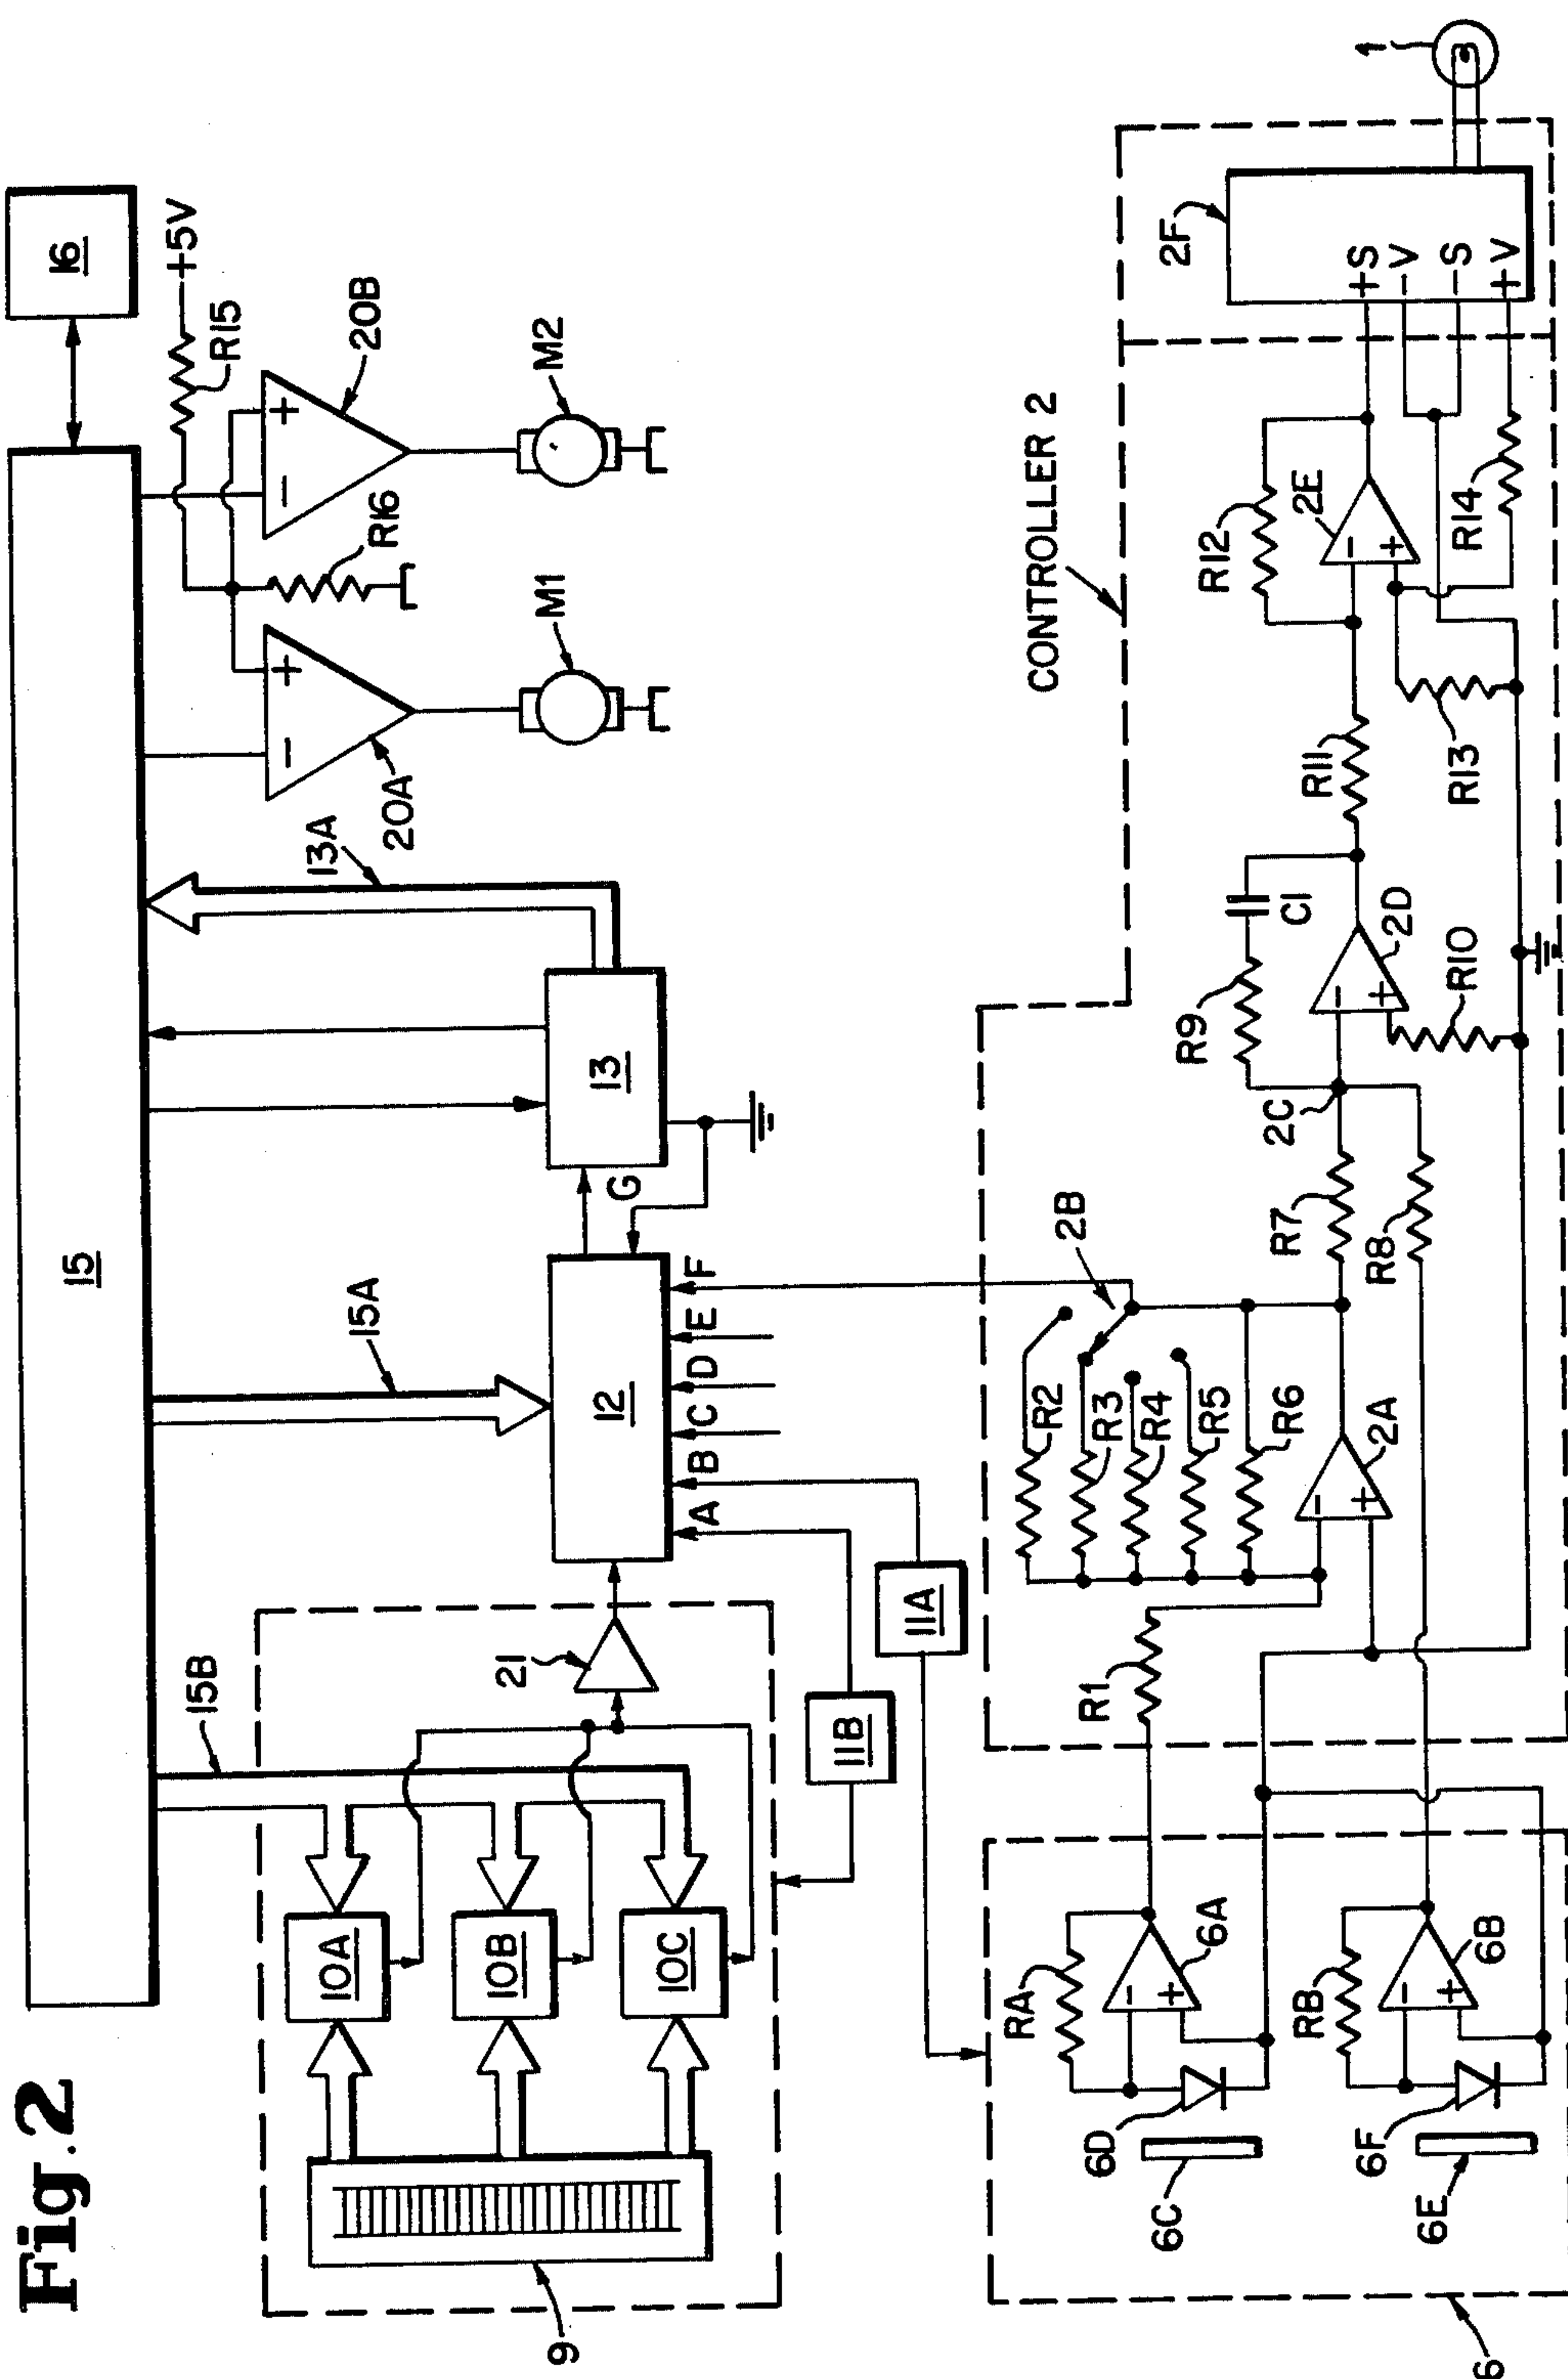 Fig.2
15
16
15B
15A
13A
20A
20B
R15
+5V
R16
M1
M2
+
-
+
-
9
10A
10B
10C
21
12
13
G
A
B
C
D
E
F
11B
11A
CONTROLLER 2
6
6C
6D
RA
6A
-
+
6E
6F
RB
6B
-
+
R1
R2
R3
R4
R5
R6
2B
2A
-
+
R7
R8
2C
R9
C1
2D
-
+
R10
R11
R12
2E
-
+
R13
R14
2F
+S
-V
-S
+V
1